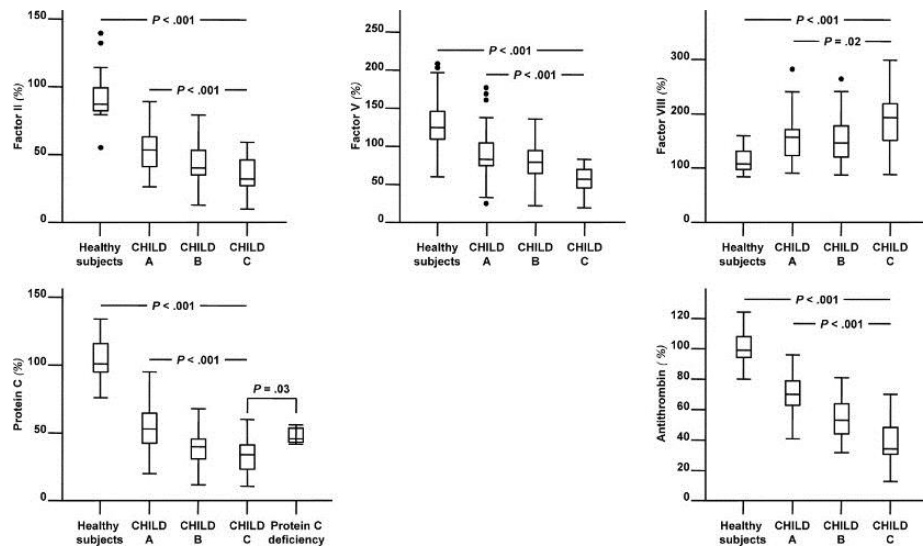 150
100
50
0
Factor II (%)
P < .001
P < .001
Healthy subjects
CHILD A
CHILD B
CHILD C
250
200
150
100
50
0
Factor V (%)
P < .001
P < .001
Healthy subjects
CHILD A
CHILD B
CHILD C
300
200
100
0
Factor VIII (%)
P < .001
P = .02
Healthy subjects
CHILD A
CHILD B
CHILD C
150
100
50
0
Protein C (%)
P < .001
P < .001
P = .03
Healthy subjects
CHILD A
CHILD B
CHILD C
Protein C deficiency
120
100
80
60
40
20
0
Antithrombin ( %)
P < .001
P < .001
Healthy subjects
CHILD A
CHILD B
CHILD C